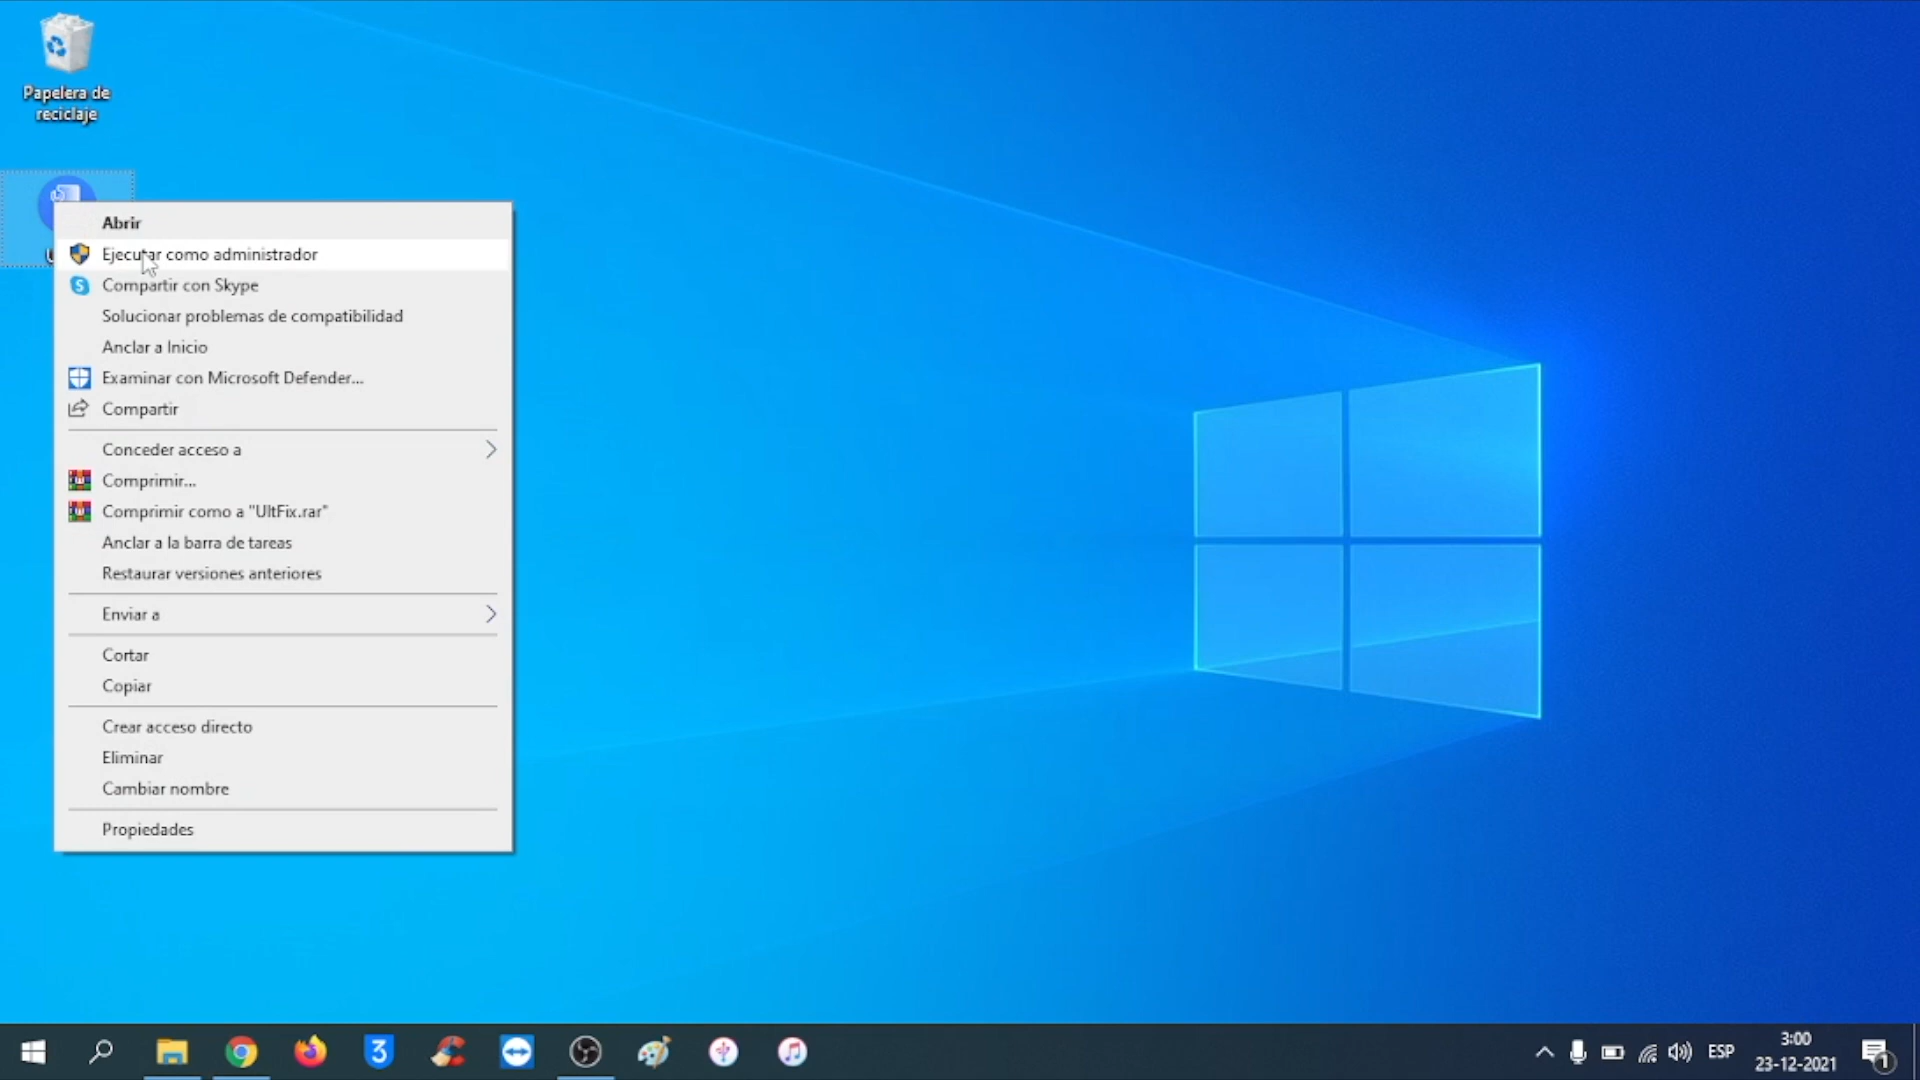 Papelera de
reciclaje
Abrir
Ejecutar como administrador
Compartir con Skype
Solucionar problemas de compatibilidad
Anclar a Inicio
Examinar con Microsoft Defender...
Compartir
Conceder acceso a
Comprimir...
Comprimir como a "UltFix.rar"
Anclar a la barra de tareas
Restaurar versiones anteriores
Enviar a
Cortar
Copiar
Crear acceso directo
Eliminar
Cambiar nombre
Propiedades
3
ESP
3:00
23-12-2021
1